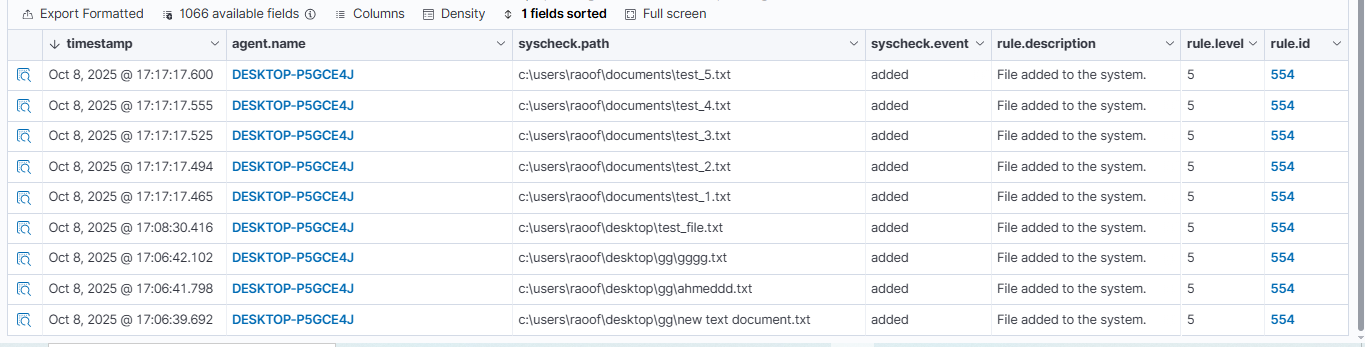 Export Formatted 1066 available fields Columns Density 1 fields sorted Full screen
timestamp agent.name syscheck.path syscheck.event rule.description rule.level rule.id
Oct 8, 2025 @ 17:17:17.600 DESKTOP-P5GCE4J c:\users\raoof\documents\test_5.txt added File added to the system. 5 554
Oct 8, 2025 @ 17:17:17.555 DESKTOP-P5GCE4J c:\users\raoof\documents\test_4.txt added File added to the system. 5 554
Oct 8, 2025 @ 17:17:17.525 DESKTOP-P5GCE4J c:\users\raoof\documents\test_3.txt added File added to the system. 5 554
Oct 8, 2025 @ 17:17:17.494 DESKTOP-P5GCE4J c:\users\raoof\documents\test_2.txt added File added to the system. 5 554
Oct 8, 2025 @ 17:17:17.465 DESKTOP-P5GCE4J c:\users\raoof\documents\test_1.txt added File added to the system. 5 554
Oct 8, 2025 @ 17:08:30.416 DESKTOP-P5GCE4J c:\users\raoof\desktop\test_file.txt added File added to the system. 5 554
Oct 8, 2025 @ 17:06:42.102 DESKTOP-P5GCE4J c:\users\raoof\desktop\gg\gggg.txt added File added to the system. 5 554
Oct 8, 2025 @ 17:06:41.798 DESKTOP-P5GCE4J c:\users\raoof\desktop\gg\ahmeddd.txt added File added to the system. 5 554
Oct 8, 2025 @ 17:06:39.692 DESKTOP-P5GCE4J c:\users\raoof\desktop\gg\new text document.txt added File added to the system. 5 554